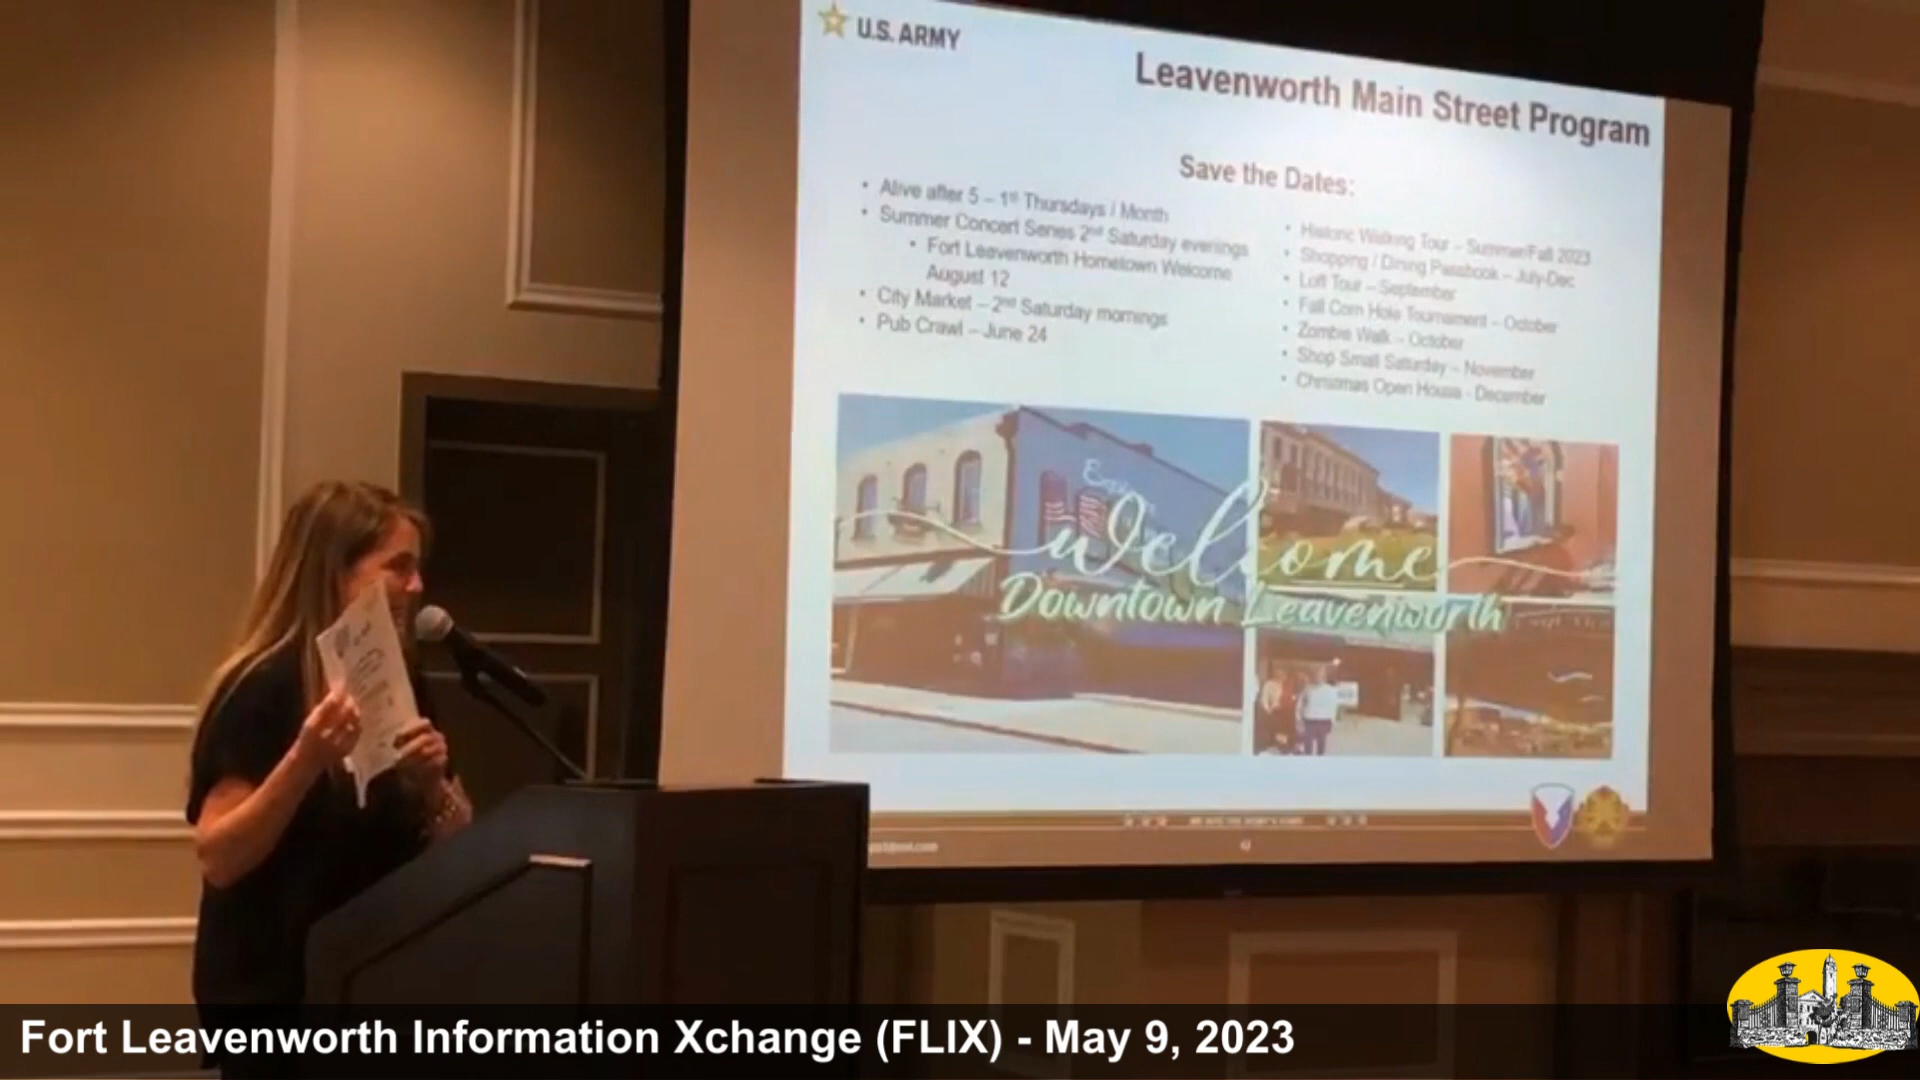 U.S. ARMY
Leavenworth Main Street Program
Save the Dates:
• Alive after 5 – 1st Thursdays / Month
• Summer Concert Series 2nd Saturday evenings
• Fort Leavenworth Hometown Welcome
August 12
• City Market – 2nd Saturday mornings
• Pub Crawl – June 24
• Historic Walking Tour – Summer/Fall 2023
• Shopping / Dining Passbook – July-Dec
• Loft Tour – September
• Fall Corn Hole Tournament – October
• Zombie Walk – October
• Shop Small Saturday – November
• Christmas Open House - December
Welcome
Downtown Leavenworth
Fort Leavenworth Information Xchange (FLIX) - May 9, 2023